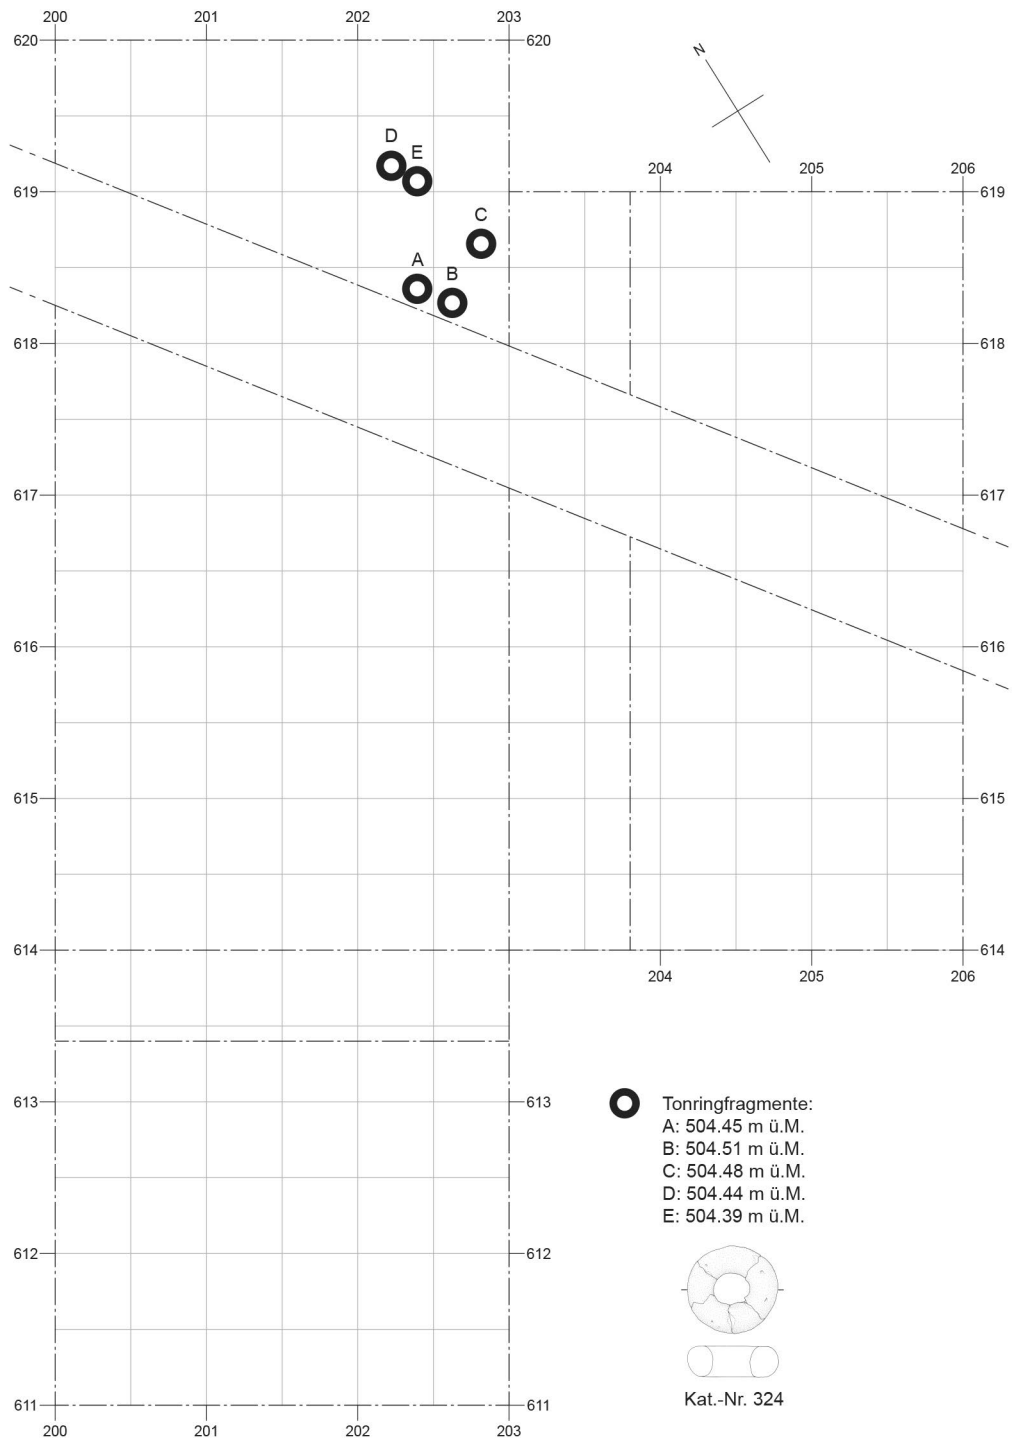 200 201 202 203
620 620
N
D
E
204 205 206
619 619
C
A
B
618 618
617 617
616 616
615 615
614 614
204 205 206
613 613
Tonringfragmente:
A: 504.45 m ü.M.
B: 504.51 m ü.M.
C: 504.48 m ü.M.
D: 504.44 m ü.M.
E: 504.39 m ü.M.
612 612
Kat.-Nr. 324
611 611
200 201 202 203